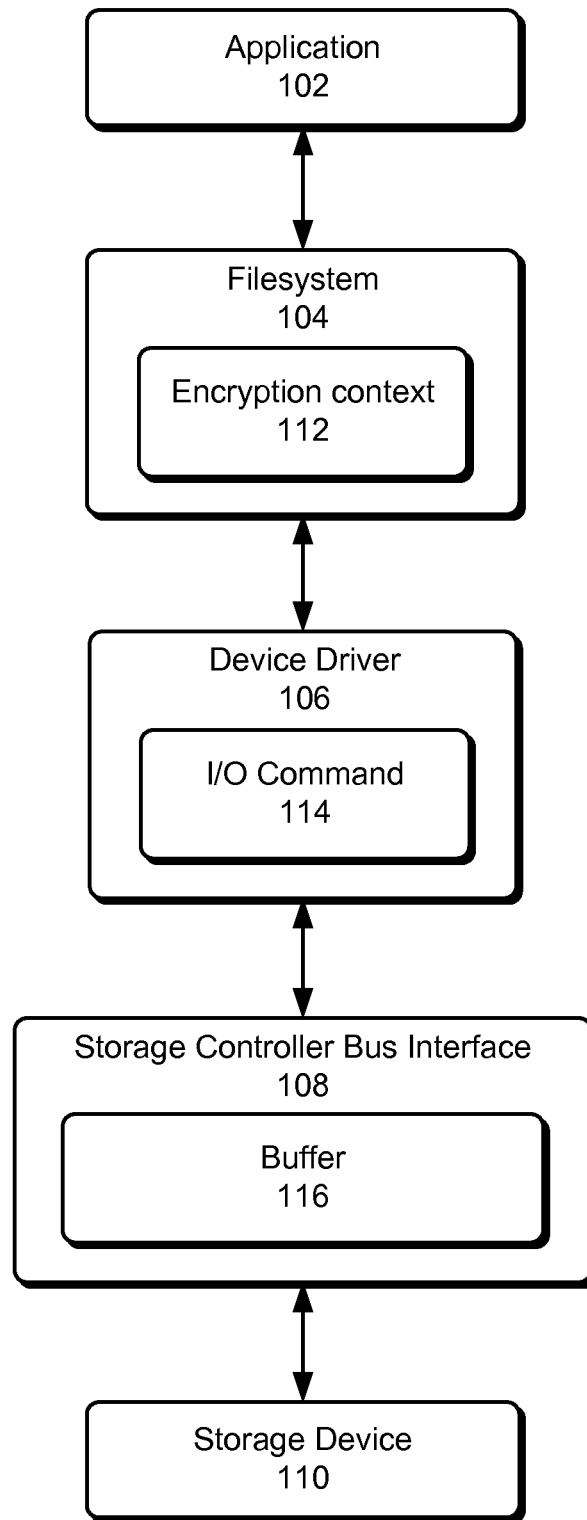 Application
102
Filesystem
104
Encryption context
112
Device Driver
106
I/O Command
114
Storage Controller Bus Interface
108
Buffer
116
Storage Device
110